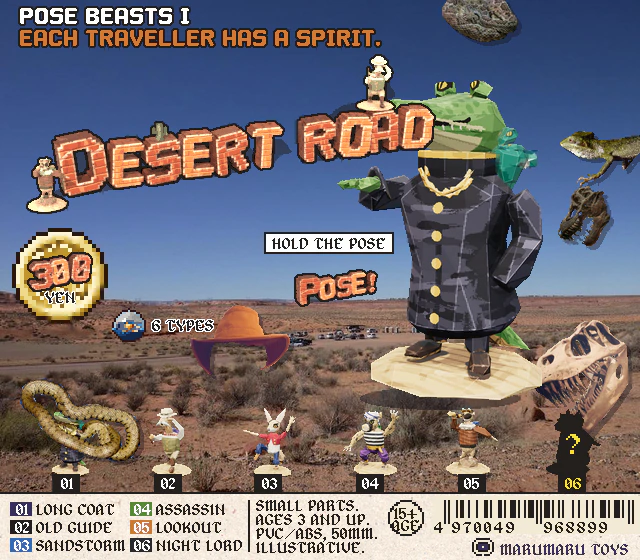 POSE BEASTS I
EACH TRAVELLER HAS A SPIRIT.
DESERT ROAD
HOLD THE POSE
300
YEN
POSE!
6 TYPES
01
02
03
04
05
06
?
01 LONG COAT
02 OLD GUIDE
03 SANDSTORM
04 ASSASSIN
05 LOOKOUT
06 NIGHT LORD
SMALL PARTS.
AGES 3 AND UP.
PVC/ABS, 50MM.
ILLUSTRATIVE.
15+
AGE
4 970049 968899
MARUMARU TOYS